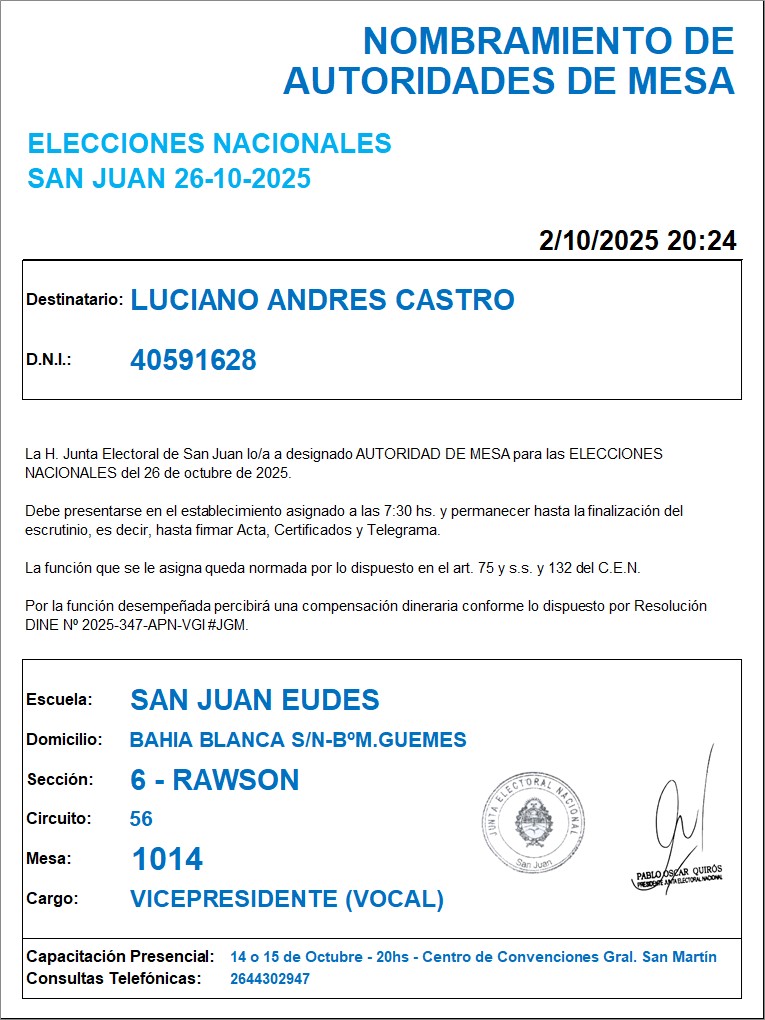 NOMBRAMIENTO DE
AUTORIDADES DE MESA
ELECCIONES NACIONALES
SAN JUAN 26-10-2025
2/10/2025 20:24
Destinatario: LUCIANO ANDRES CASTRO
D.N.I.: 40591628
La H. Junta Electoral de San Juan lo/a a designado AUTORIDAD DE MESA para las ELECCIONES
NACIONALES del 26 de octubre de 2025.
Debe presentarse en el establecimiento asignado a las 7:30 hs. y permanecer hasta la finalización del
escrutinio, es decir, hasta firmar Acta, Certificados y Telegrama.
La función que se le asigna queda normada por lo dispuesto en el art. 75 y s.s. y 132 del C.E.N.
Por la función desempeñada percibirá una compensación dineraria conforme lo dispuesto por Resolución
DINE Nº 2025-347-APN-VGI#JGM.
Escuela: SAN JUAN EUDES
Domicilio: BAHIA BLANCA S/N-BºM.GUEMES
Sección: 6 - RAWSON
Circuito: 56
Mesa: 1014
Cargo: VICEPRESIDENTE (VOCAL)
JUNTA ELECTORAL NACIONAL
San Juan
PABLO OSCAR QUIRÓS
PRESIDENTE JUNTA ELECTORAL NACIONAL
Capacitación Presencial: 14 o 15 de Octubre - 20hs - Centro de Convenciones Gral. San Martín
Consultas Telefónicas: 2644302947